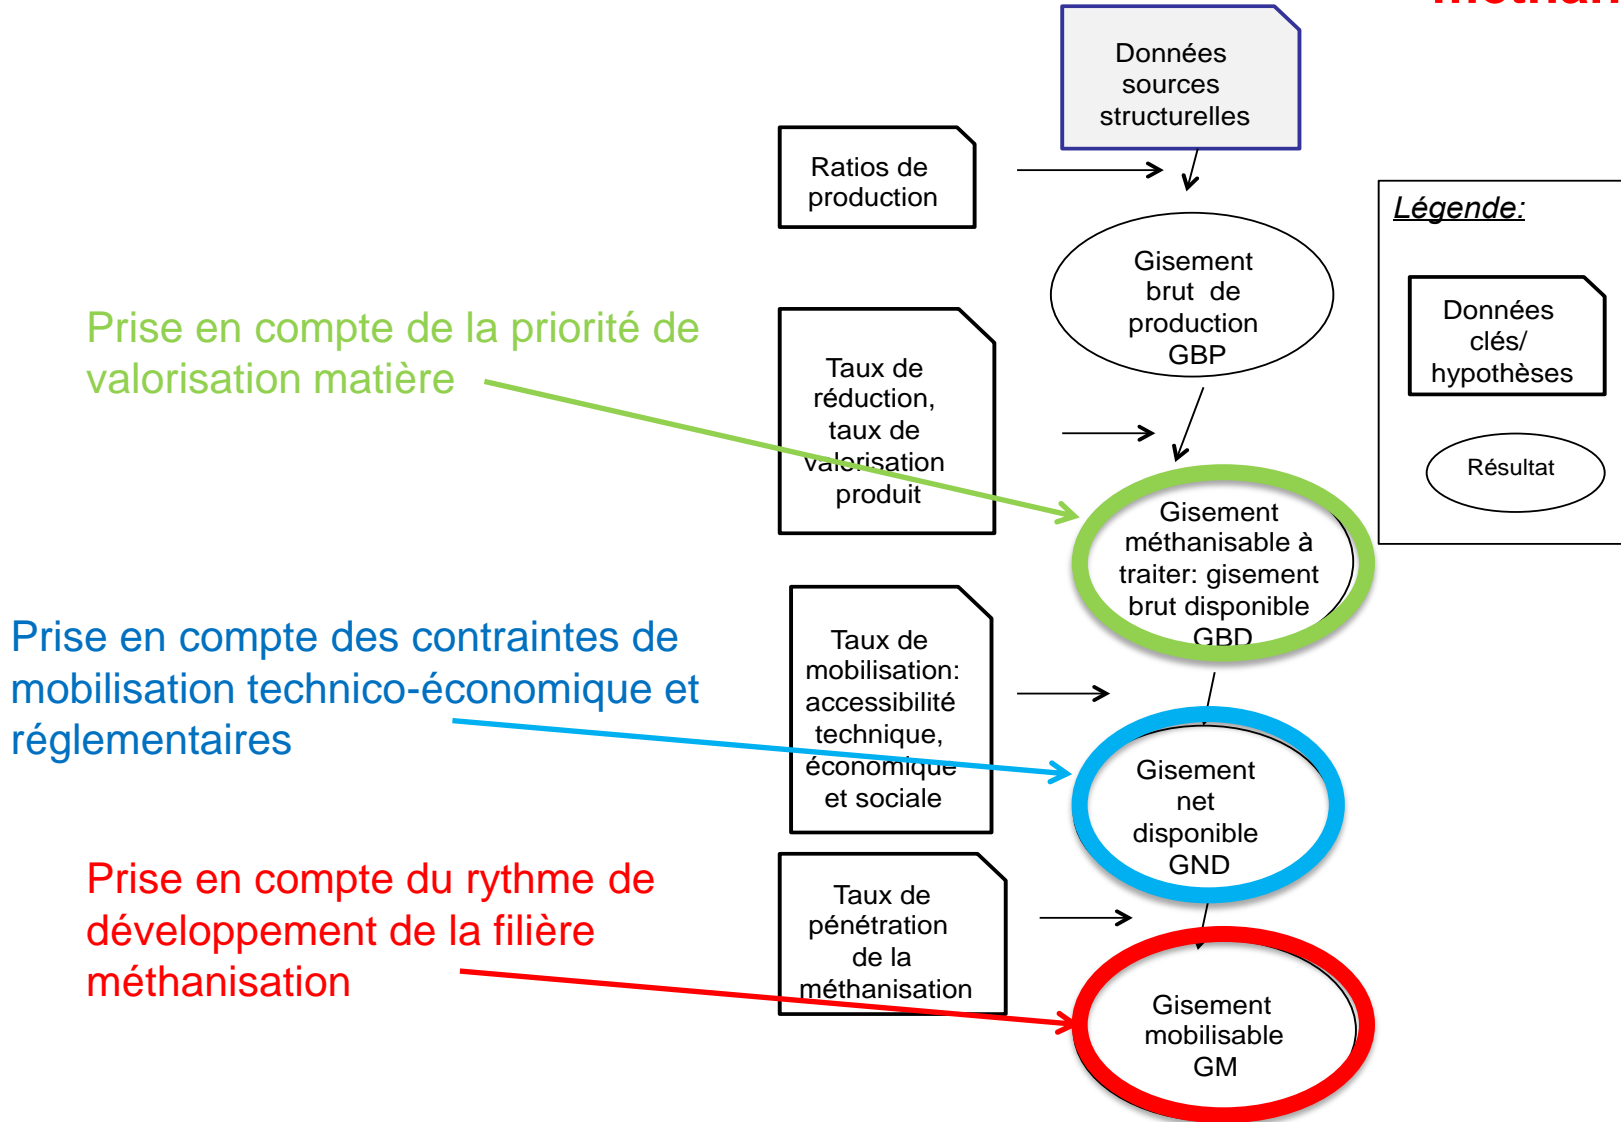 Données
sources
structurelles
Ratios de
production
Légende:
Gisement
brut de
production
GBP
Données
clés/
hypothèses
Résultat
Prise en compte de la priorité de
valorisation matière
Taux de
réduction,
taux de
valorisation
produit
Gisement
méthanisable à
traiter: gisement
brut disponible
GBD
Prise en compte des contraintes de
mobilisation technico-économique et
réglementaires
Taux de
mobilisation:
accessibilité
technique,
économique
et sociale
Gisement
net
disponible
GND
Prise en compte du rythme de
développement de la filière
méthanisation
Taux de
pénétration
de la
méthanisation
Gisement
mobilisable
GM